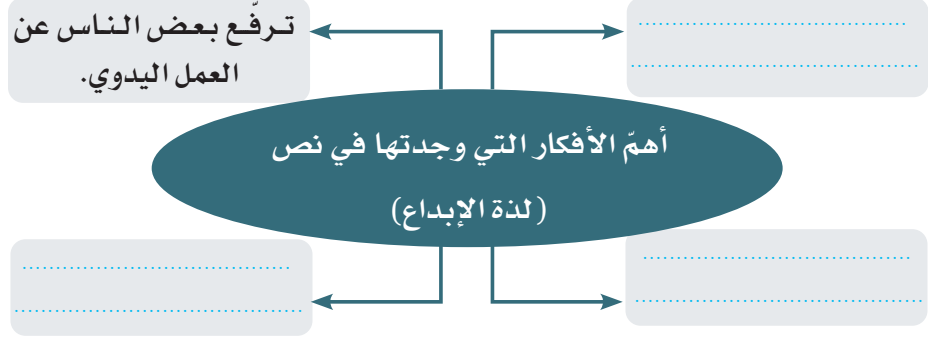 ترفّع بعض الناس عن
العمل اليدوي.
أهمّ الأفكار التي وجدتها في نص
(لذة الإبداع)